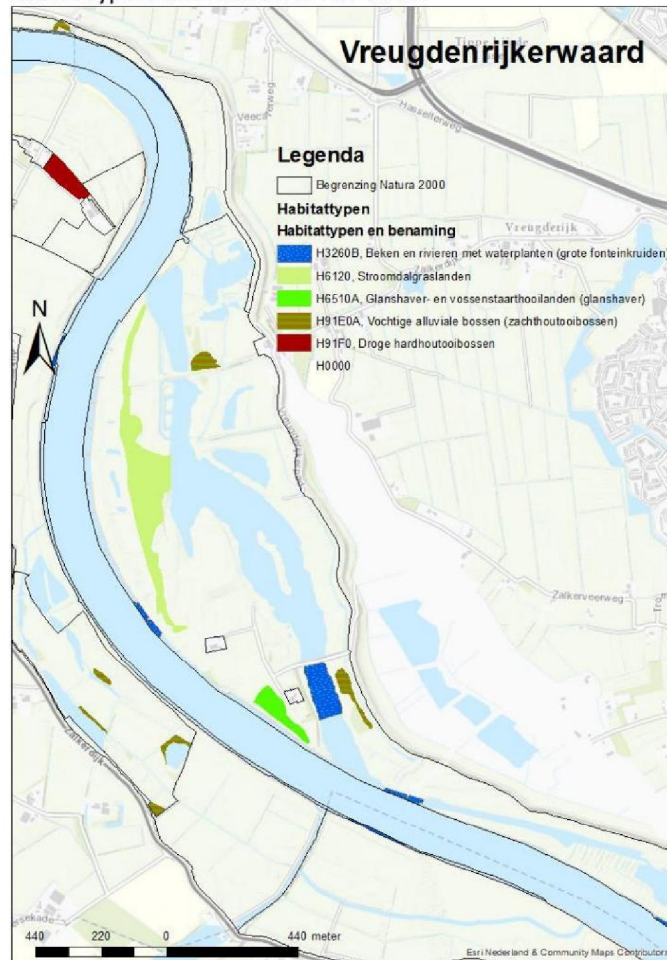 Vreugdenrijkerwaard
Hasselterweg
Legenda
Begrenzing Natura 2000
Habitattypen
Habitattypen en benaming
Vreugderijk
H3260B, Beken en rivieren met waterplanten (grote fonteinkruiden)
Zalkerdijk
H6120, Stroomdalgraslanden
H6510A, Glanshaver- en vossenstaarthooilanden (glanshaver)
N
H91E0A, Vochtige alluviale bossen (zachthoutooibossen)
H91F0, Droge hardhoutooibossen
H0000
Zalkerveerweg
Zalkerdijk
440 220 0 440 meter
Esri Nederland & Community Maps Contributors